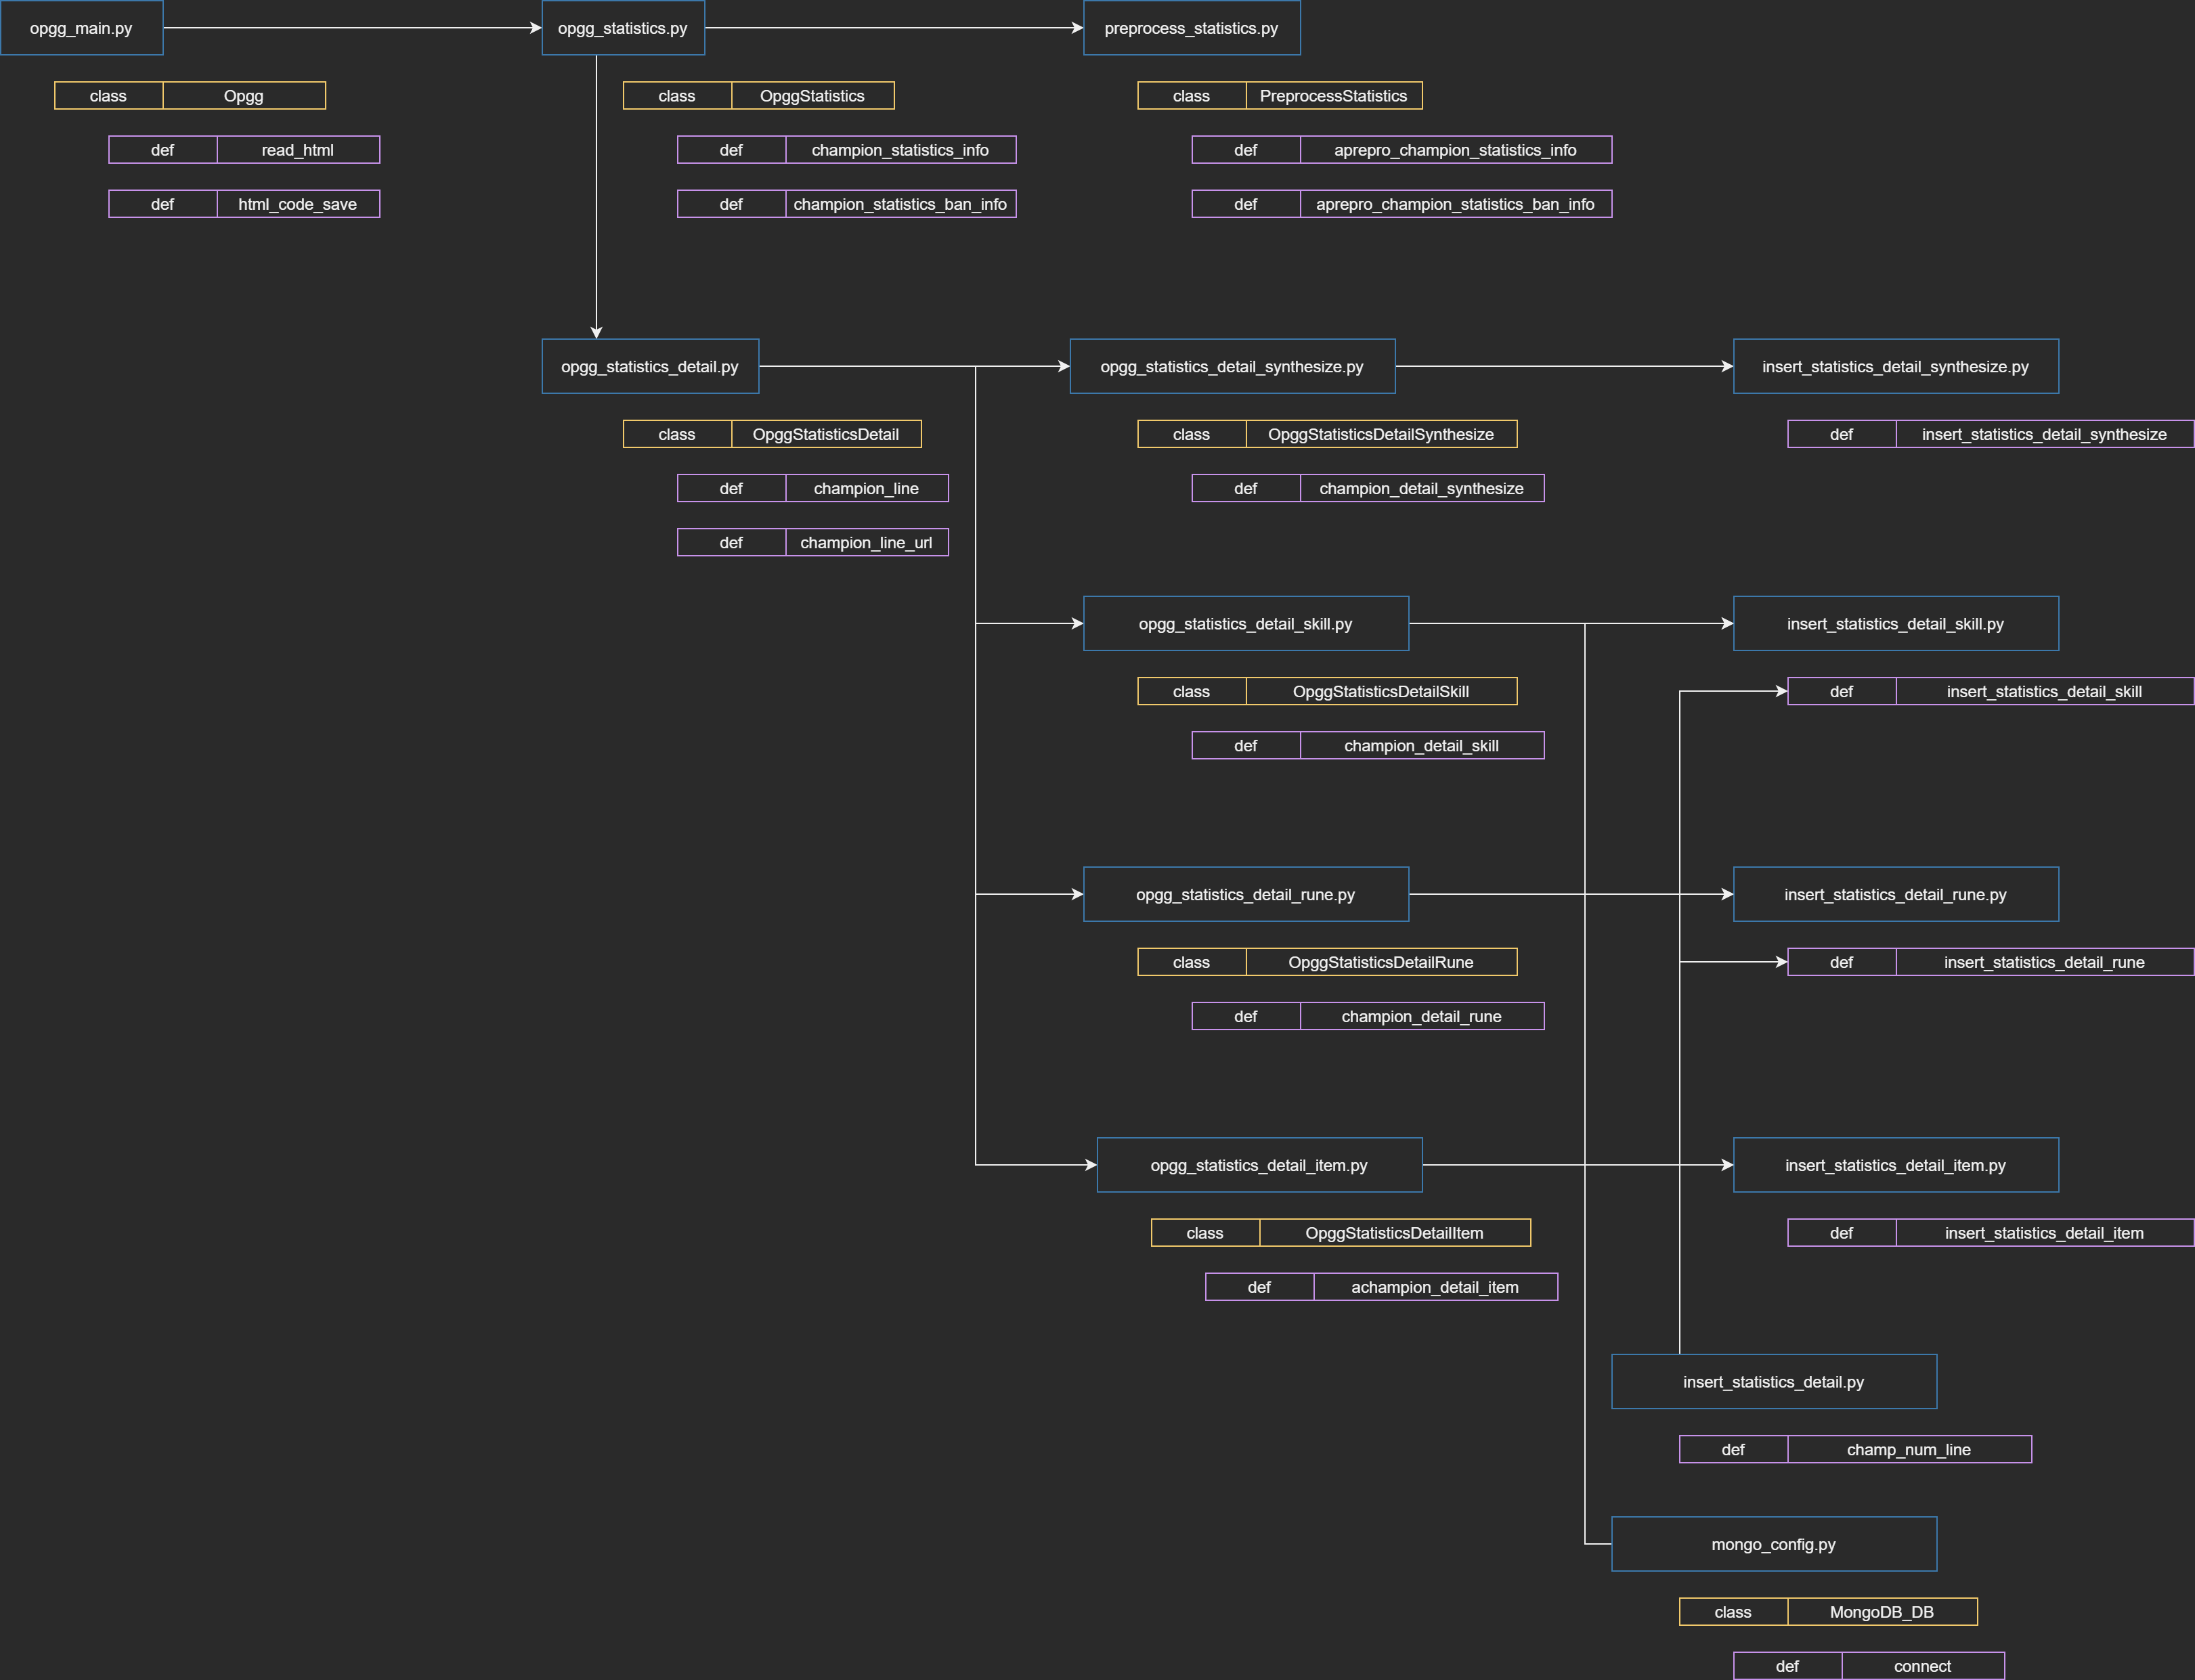 opgg_main.py
opgg_statistics.py
preprocess_statistics.py
class Opgg
class OpggStatistics
class PreprocessStatistics
def read_html
def champion_statistics_info
def aprepro_champion_statistics_info
def html_code_save
def champion_statistics_ban_info
def aprepro_champion_statistics_ban_info
opgg_statistics_detail.py
opgg_statistics_detail_synthesize.py
insert_statistics_detail_synthesize.py
class OpggStatisticsDetail
class OpggStatisticsDetailSynthesize
def insert_statistics_detail_synthesize
def champion_line
def champion_detail_synthesize
def champion_line_url
opgg_statistics_detail_skill.py
insert_statistics_detail_skill.py
class OpggStatisticsDetailSkill
def insert_statistics_detail_skill
def champion_detail_skill
opgg_statistics_detail_rune.py
insert_statistics_detail_rune.py
class OpggStatisticsDetailRune
def insert_statistics_detail_rune
def champion_detail_rune
opgg_statistics_detail_item.py
insert_statistics_detail_item.py
class OpggStatisticsDetailItem
def insert_statistics_detail_item
def achampion_detail_item
insert_statistics_detail.py
def champ_num_line
mongo_config.py
class MongoDB_DB
def connect